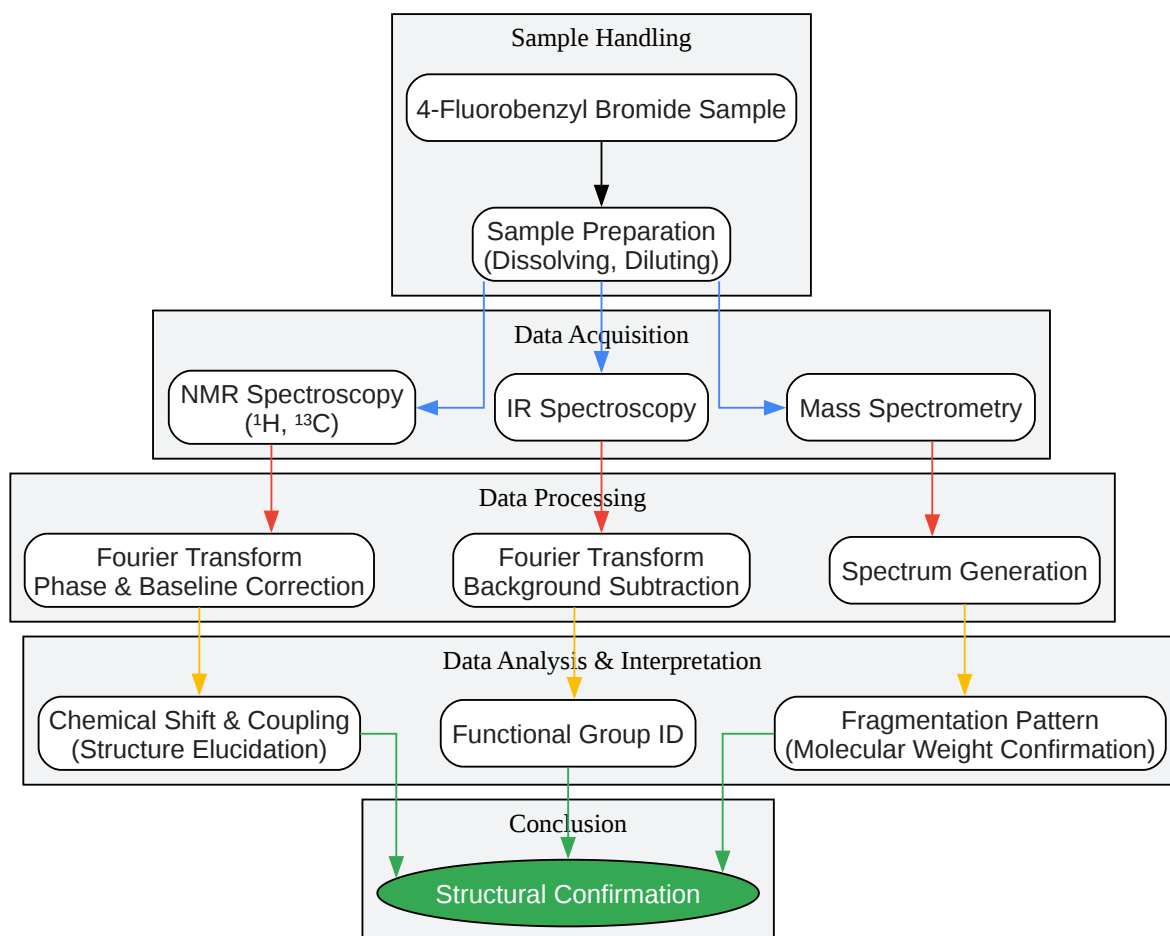 Sample Handling
4-Fluorobenzyl Bromide Sample
Sample Preparation
(Dissolving, Diluting)
Data Acquisition
NMR Spectroscopy
(¹H, ¹³C)
IR Spectroscopy
Mass Spectrometry
Data Processing
Fourier Transform
Phase & Baseline Correction
Fourier Transform
Background Subtraction
Spectrum Generation
Data Analysis & Interpretation
Chemical Shift & Coupling
(Structure Elucidation)
Functional Group ID
Fragmentation Pattern
(Molecular Weight Confirmation)
Conclusion
Structural Confirmation